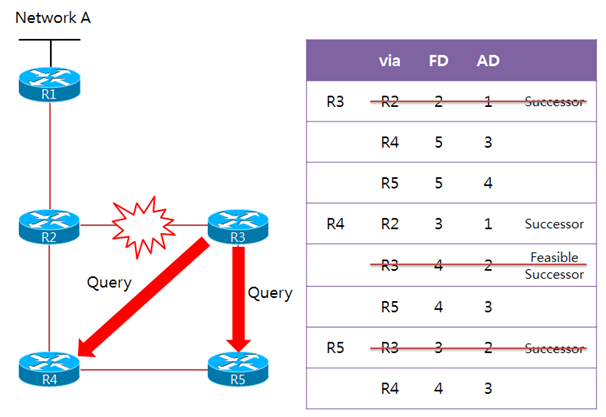 Network A
R1
R2
R3
Query
Query
R4
R5
via FD AD
R3 R2 2 1 Successor
R4 5 3
R5 5 4
R4 R2 3 1 Successor
R3 4 2 Feasible
Successor
R5 4 3
R5 R3 3 2 Successor
R4 4 3